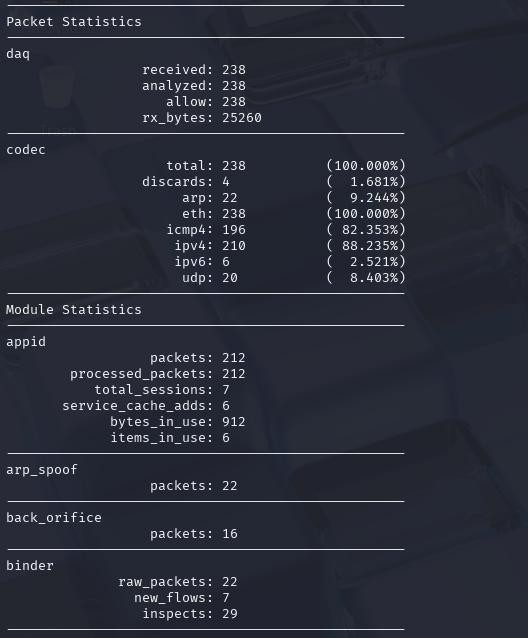 Packet Statistics
daq
received: 238
analyzed: 238
allow: 238
rx_bytes: 25260
Trash
codec
total: 238 (100.000%)
discards: 4 ( 1.681%)
arp: 22 ( 9.244%)
eth: 238 (100.000%)
icmp4: 196 ( 82.353%)
ipv4: 210 ( 88.235%)
ipv6: 6 ( 2.521%)
udp: 20 ( 8.403%)
Module Statistics
appid
packets: 212
processed_packets: 212
total_sessions: 7
service_cache_adds: 6
bytes_in_use: 912
items_in_use: 6
arp_spoof
packets: 22
back_orifice
packets: 16
binder
raw_packets: 22
new_flows: 7
inspects: 29